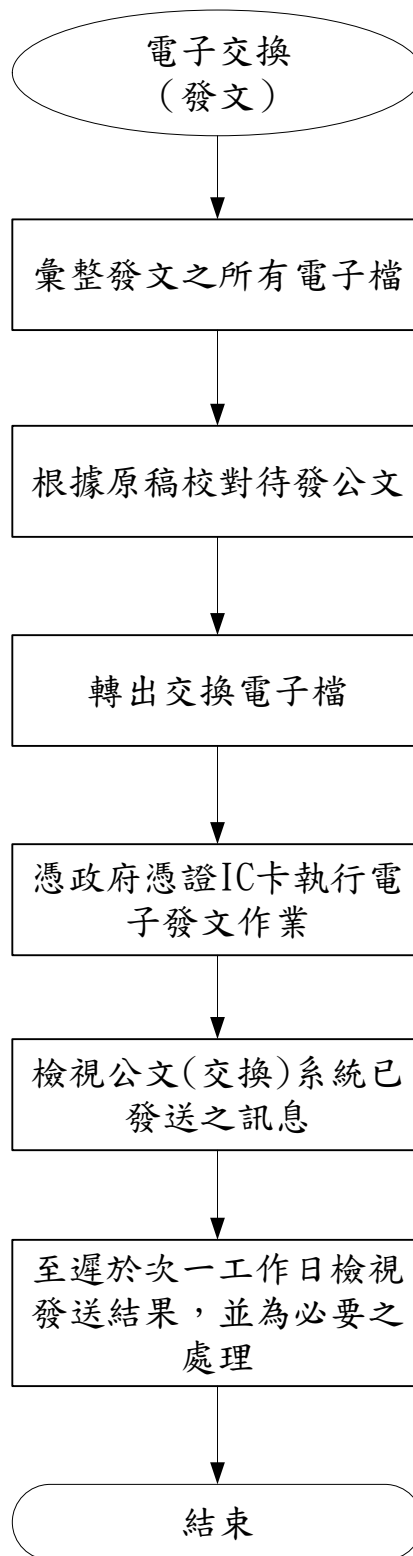 電子交換
（發文）
彙整發文之所有電子檔
根據原稿校對待發公文
轉出交換電子檔
憑政府憑證IC卡執行電
子發文作業
檢視公文(交換)系統已
發送之訊息
至遲於次一工作日檢視
發送結果，並為必要之
處理
結束